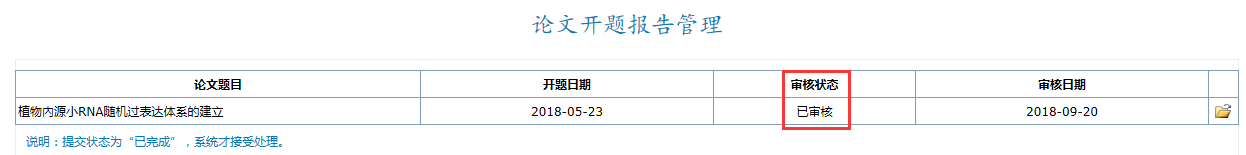 论文开题报告管理
论文题目 开题日期 审核状态 审核日期
植物内源小RNA随机过表达体系的建立 2018-05-23 已审核 2018-09-20
说明：提交状态为“已完成”，系统才接受处理。